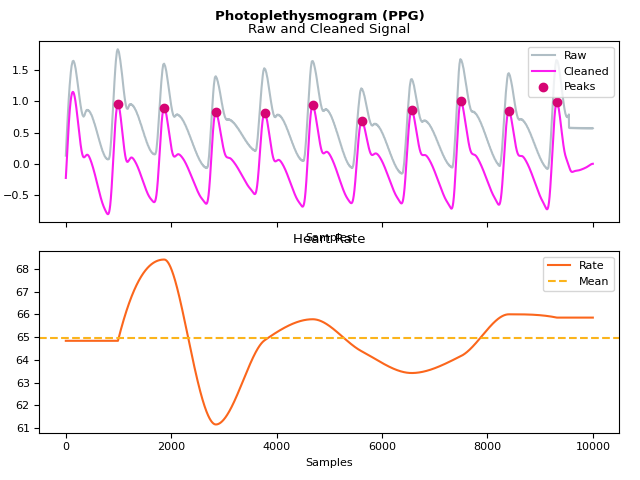 Photoplethysmogram (PPG)
Raw and Cleaned Signal
1.5
1.0
0.5
0.0
−0.5
Raw
Cleaned
Peaks
Samples
Heart Rate
68
67
66
65
64
63
62
61
Rate
Mean
0 2000 4000 6000 8000 10000
Samples